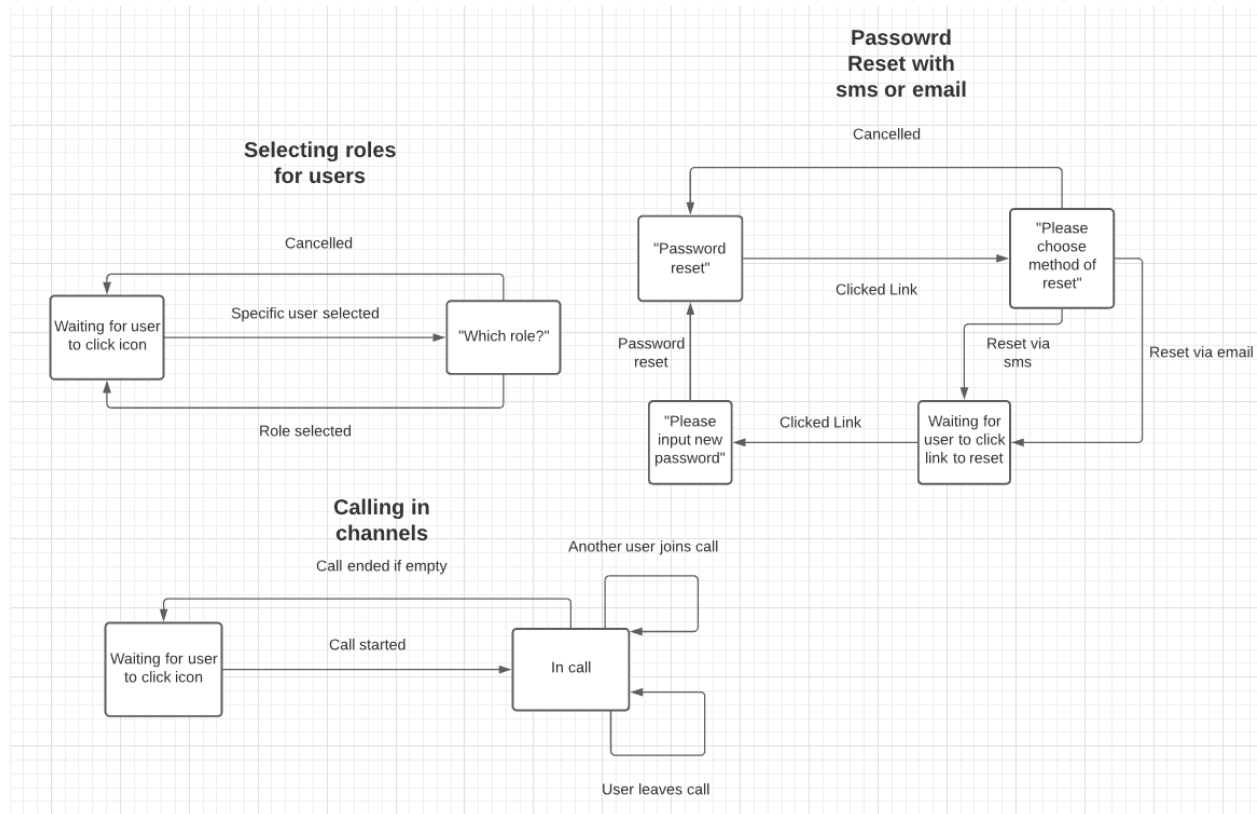 Passowrd
Reset with
sms or email
Cancelled
"Password
reset"
"Please
choose
method of
reset"
Clicked Link
Reset via
sms
Reset via email
Password
reset
"Please
input new
password"
Clicked Link
Waiting for
user to click
link to reset
Selecting roles
for users
Cancelled
Waiting for user
to click icon
Specific user selected
"Which role?"
Role selected
Calling in
channels
Call ended if empty
Another user joins call
Waiting for user
to click icon
Call started
In call
User leaves call